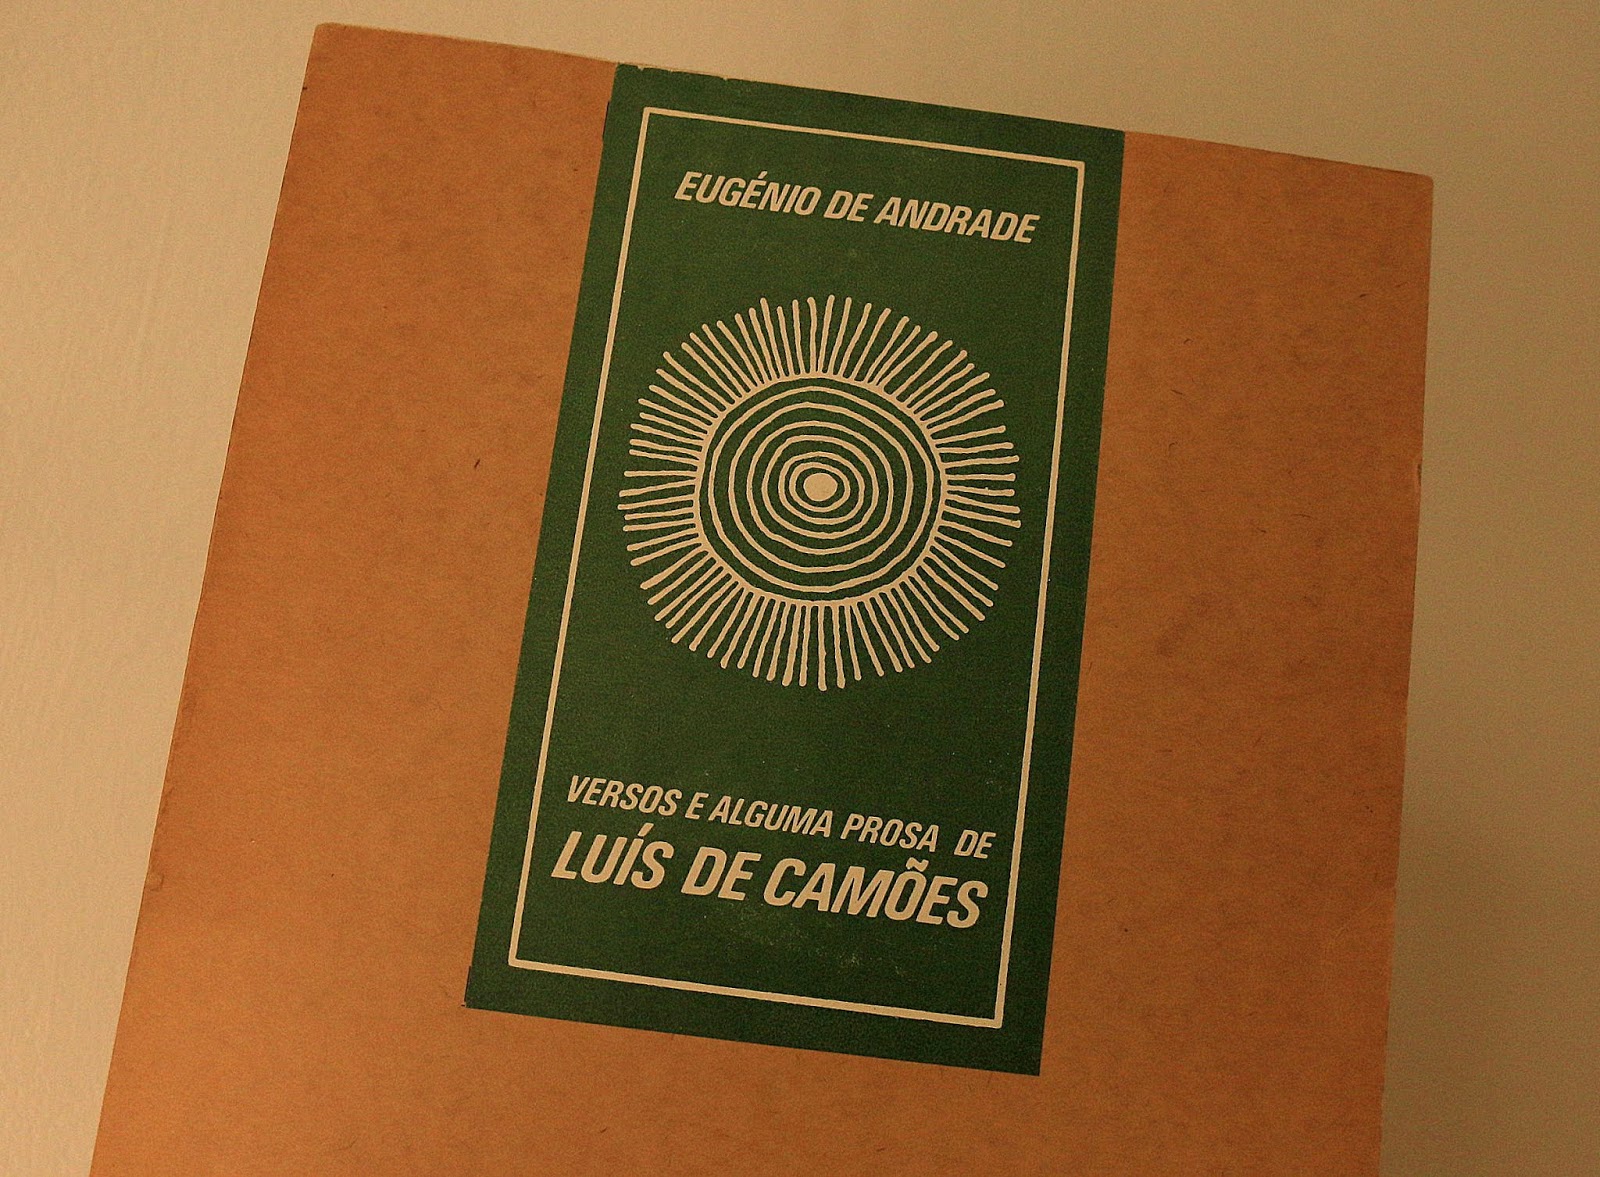 EUGÉNIO DE ANDRADE
VERSOS E ALGUMA PROSA DE
LUÍS DE CAMÕES